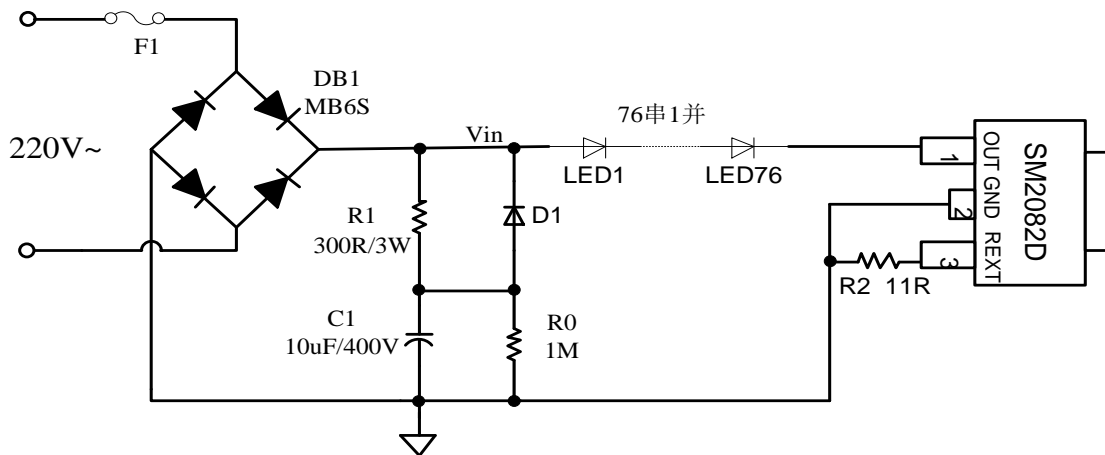 F1
DB1
MB6S
220V~
Vin
76串1并
LED1
LED76
R1
300R/3W
D1
C1
10uF/400V
R0
1M
1
2
3
OUT
GND
REXT
SM2082D
R2 11R